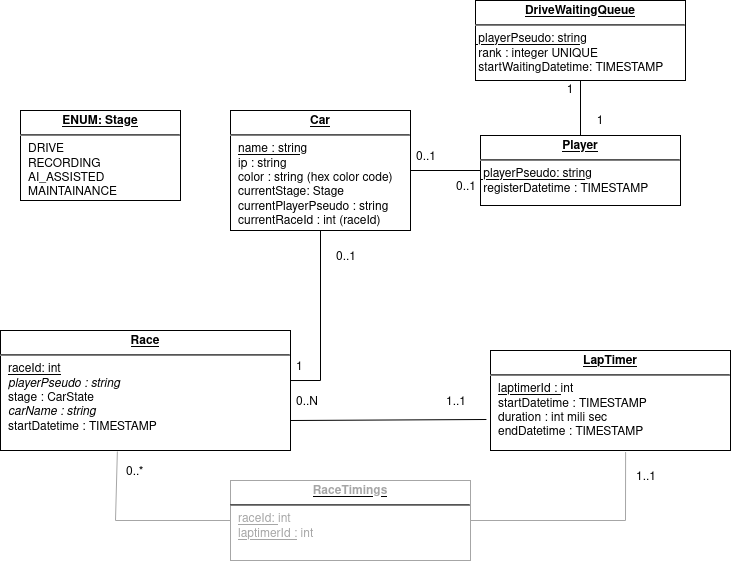 DriveWaitingQueue
playerPseudo: string
rank : integer UNIQUE
startWaitingDatetime: TIMESTAMP
1
1
ENUM: Stage
DRIVE
RECORDING
AI_ASSISTED
MAINTAINANCE
Car
name : string
ip : string
color : string (hex color code)
currentStage: Stage
currentPlayerPseudo : string
currentRaceId : int (raceId)
0..1
0..1
Player
playerPseudo: string
registerDatetime : TIMESTAMP
0..1
1
Race
raceId: int
playerPseudo : string
stage : CarState
carName : string
startDatetime : TIMESTAMP
0..N
1..1
LapTimer
laptimerId : int
startDatetime : TIMESTAMP
duration : int mili sec
endDatetime : TIMESTAMP
0..*
1..1
RaceTimings
raceId: int
laptimerId : int